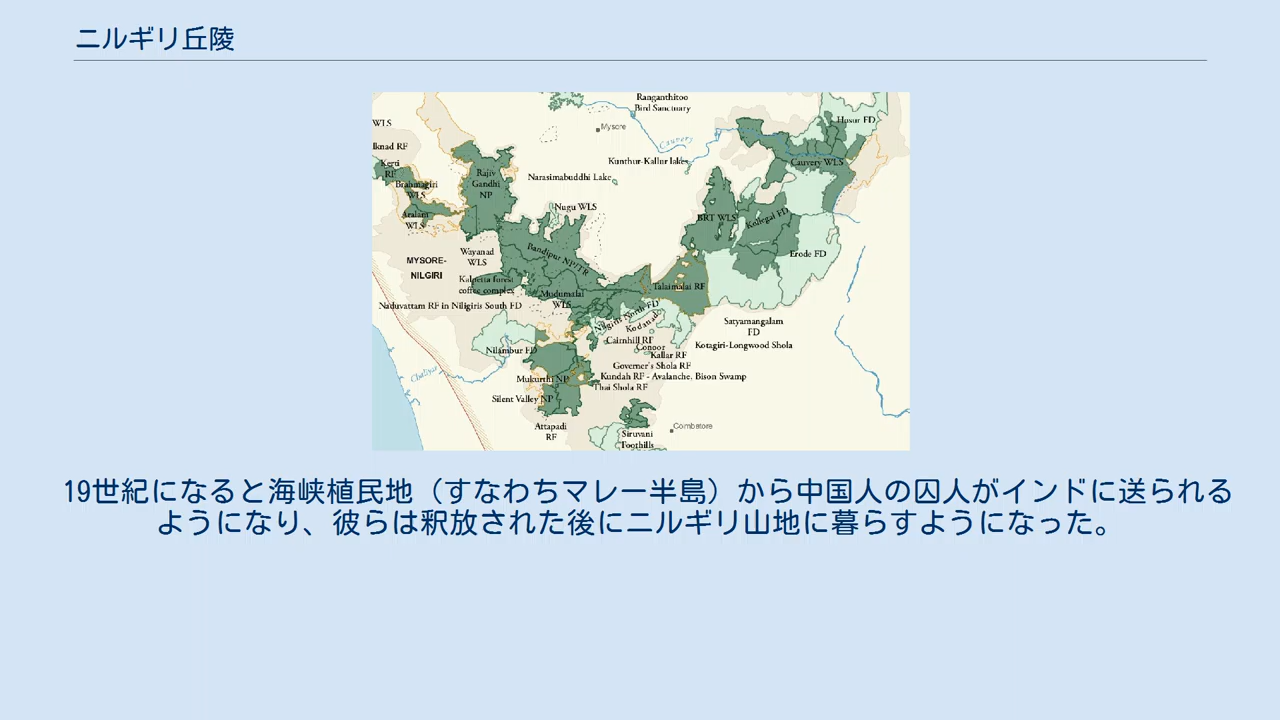 ニルギリ丘陵
Ranganthitoo
Bird Sanctuary
WLS
Mysore
Hosur FD
Cauvery
lknad RF
Kerti
RF
Rajiv
Gandhi
NP
Kunthur-Kallur lakes
Cauvery WLS
Narasimabuddhi Lake
Brahmagiri
WLS
Aralam
WLS
Nugu WLS
BRT WLS
Kollegal FD
Wayanad
WLS
Bandipur NP/TR
Erode FD
MYSORE-
NILGIRI
Kalpetta forest
coffee complex
Mudumalai
WLS
Talaimalai RF
Naduvattam RF in Niligiris South FD
Nilgiris North FD
Kodanad
Satyamangalam
FD
Cairnhill RF
Conoor
Kotagiri-Longwood Shola
Nilambur FD
Kallar RF
Governer's Shola RF
Chaliyar
Mukurthi NP
Kundah RF - Avalanche, Bison Swamp
Thai Shola RF
Silent Valley NP
Attapadi
RF
Siruvani
Foothills
Coimbatore
19世紀になると海峡植民地（すなわちマレー半島）から中国人の囚人がインドに送られる
ようになり、彼らは釈放された後にニルギリ山地に暮らすようになった。